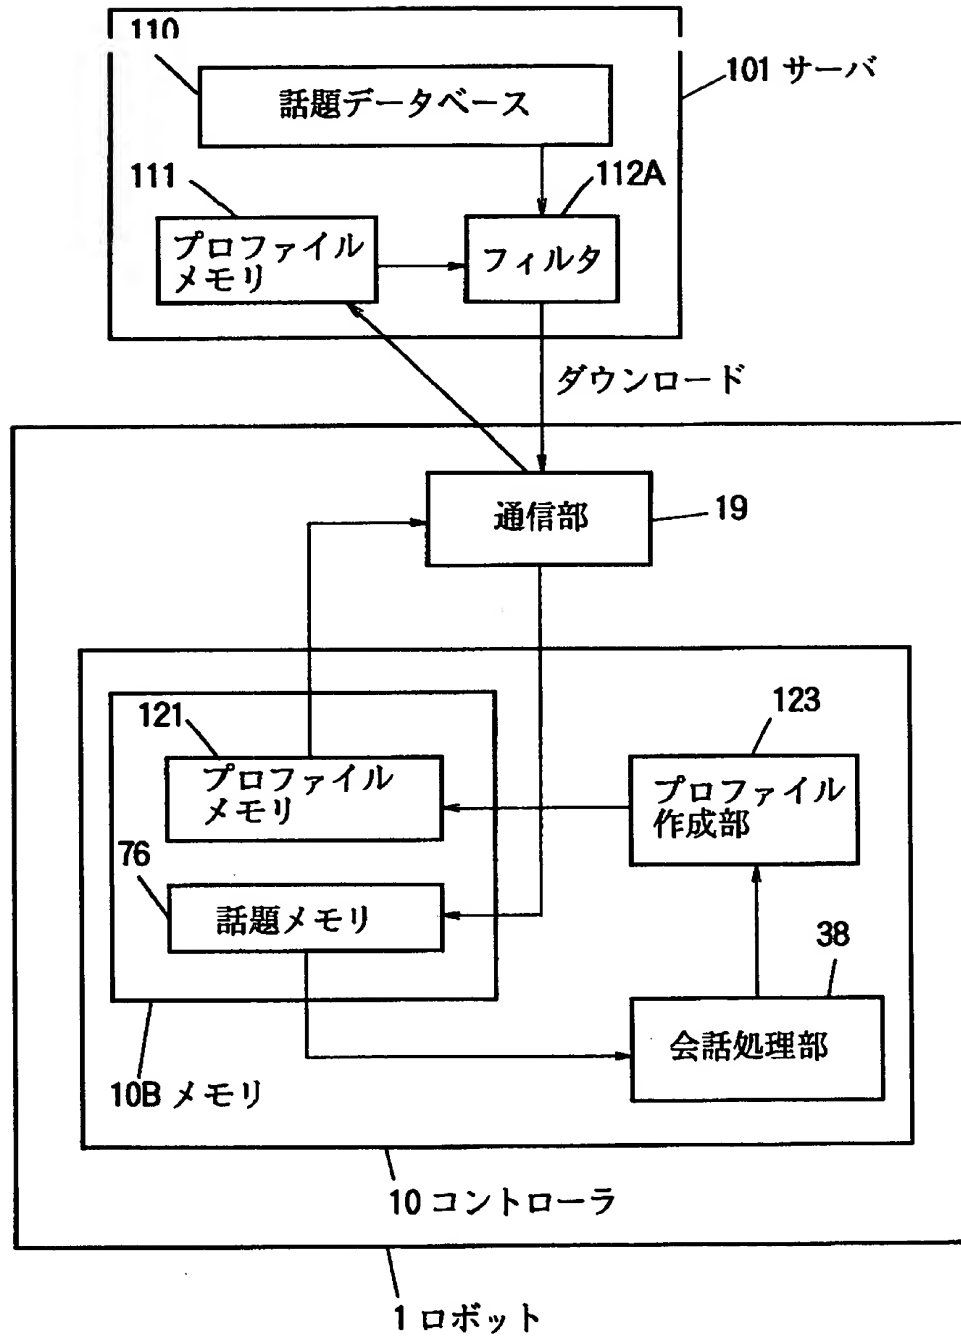 110
101 サーバ
話題データベース
111
112A
プロファイル
メモリ
フィルタ
ダウンロード
通信部
19
121
プロファイル
メモリ
123
プロファイル
作成部
76
話題メモリ
38
会話処理部
10B メモリ
10 コントローラ
1 ロボット